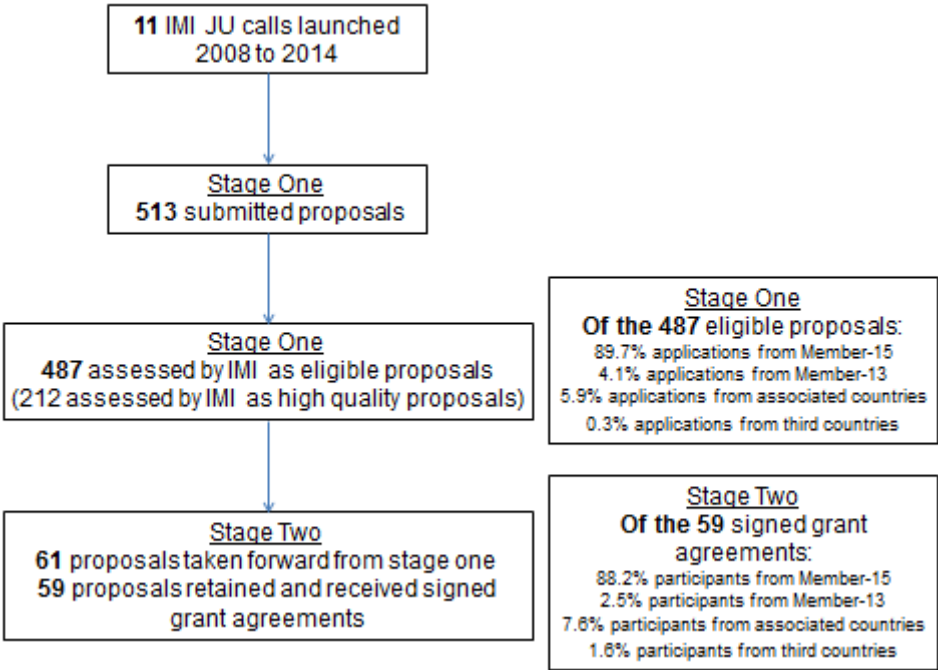 11 IMI JU calls launched
2008 to 2014
Stage One
513 submitted proposals
Stage One
487 assessed by IMI as eligible proposals
(212 assessed by IMI as high quality proposals)
Stage One
Of the 487 eligible proposals:
89.7% applications from Member-15
4.1% applications from Member-13
5.9% applications from associated countries
0.3% applications from third countries
Stage Two
61 proposals taken forward from stage one
59 proposals retained and received signed
grant agreements
Stage Two
Of the 59 signed grant
agreements:
88.2% participants from Member-15
2.5% participants from Member-13
7.6% participants from associated countries
1.6% participants from third countries